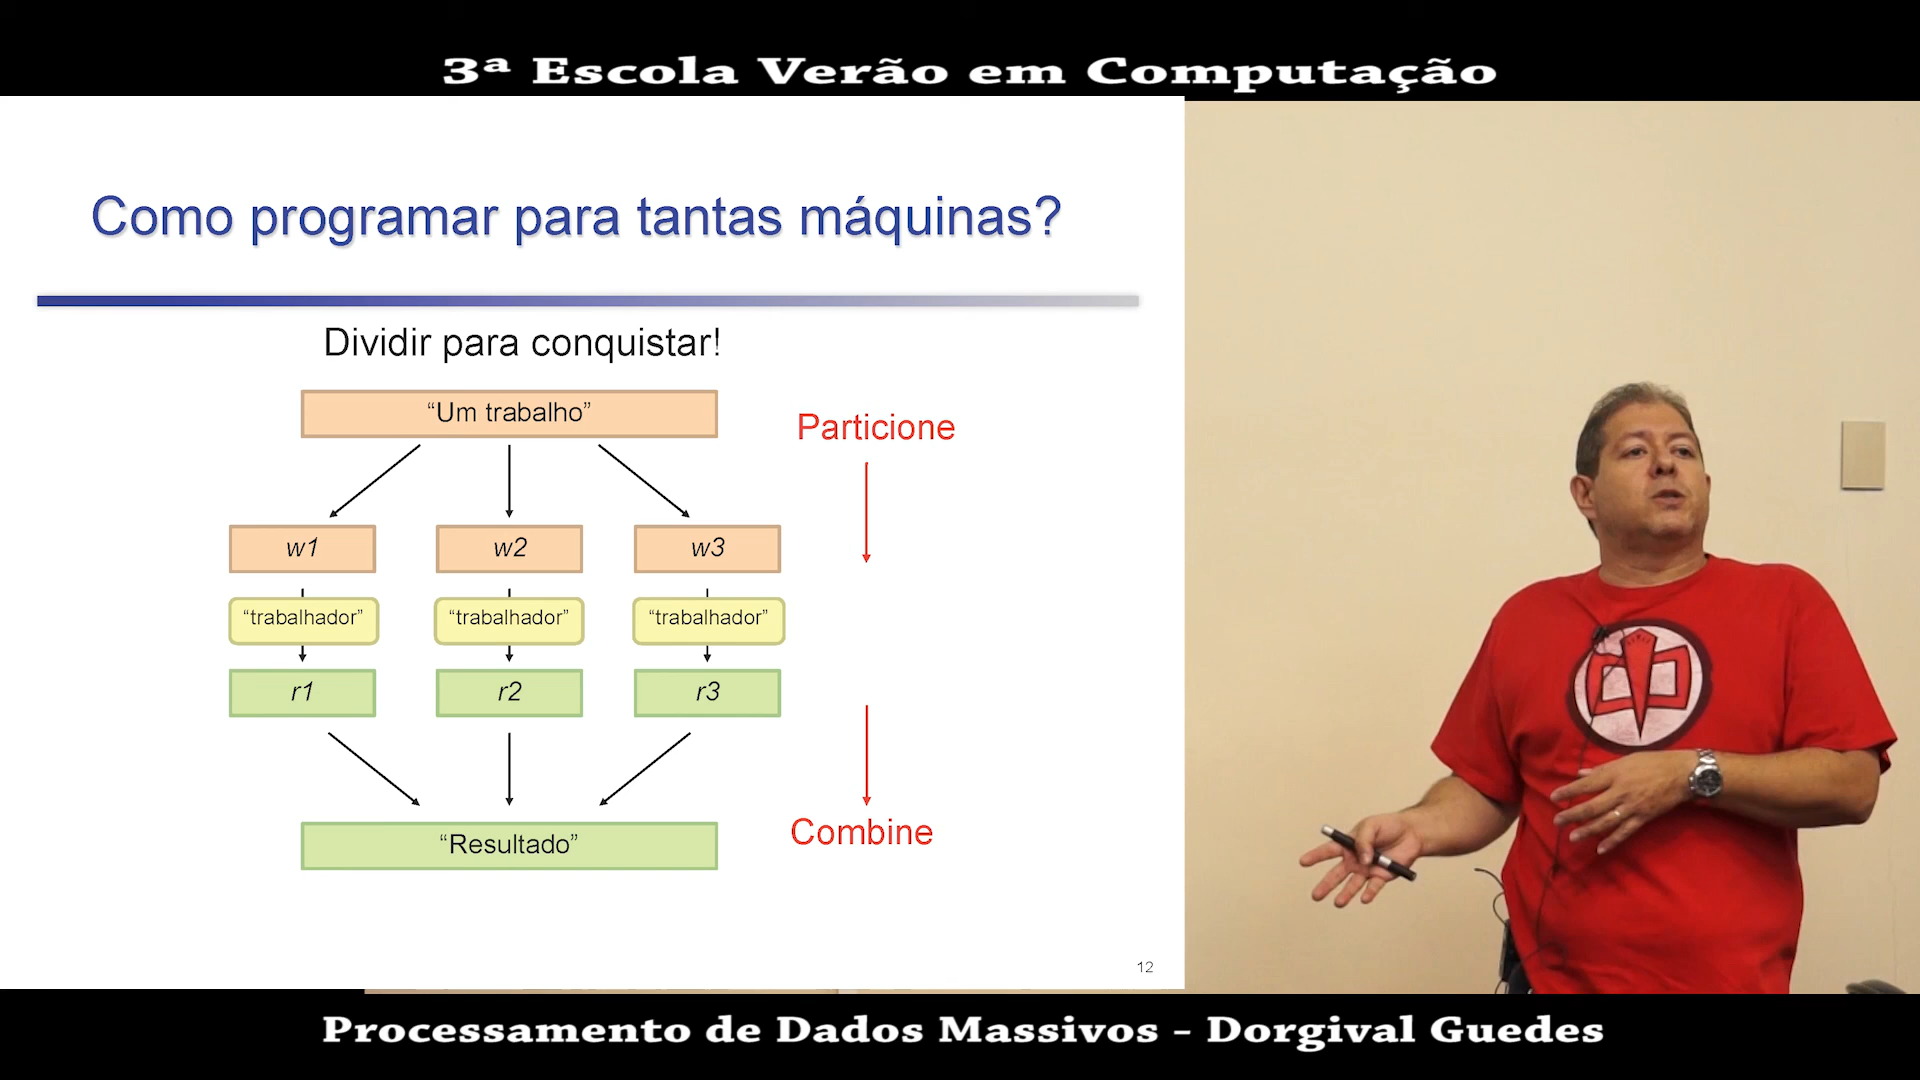 3ª Escola Verão em Computação
Como programar para tantas máquinas?
Dividir para conquistar!
“Um trabalho”
Particione
w1 w2 w3
“trabalhador” “trabalhador” “trabalhador”
r1 r2 r3
Combine
“Resultado”
12
Processamento de Dados Massivos – Dorgival Guedes